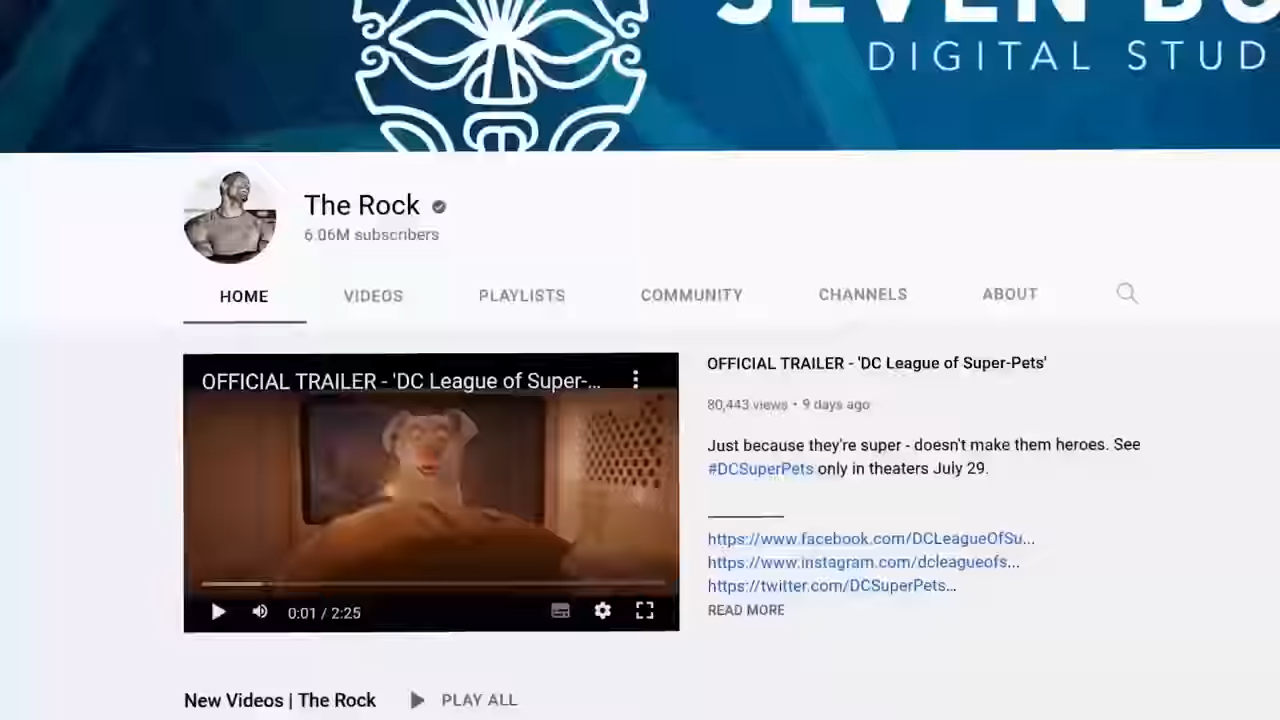 SEVEN
DIGITAL STUD
The Rock
6.06M subscribers
HOME VIDEOS PLAYLISTS COMMUNITY CHANNELS ABOUT
OFFICIAL TRAILER - 'DC League of Super-...
0:01 / 2:25
OFFICIAL TRAILER - 'DC League of Super-Pets'
80,443 views • 9 days ago
Just because they're super - doesn't make them heroes. See
#DCSuperPets only in theaters July 29.
https://www.facebook.com/DCLeagueOfSu...
https://www.instagram.com/dcleagueofs...
https://twitter.com/DCSuperPets...
READ MORE
New Videos | The Rock PLAY ALL